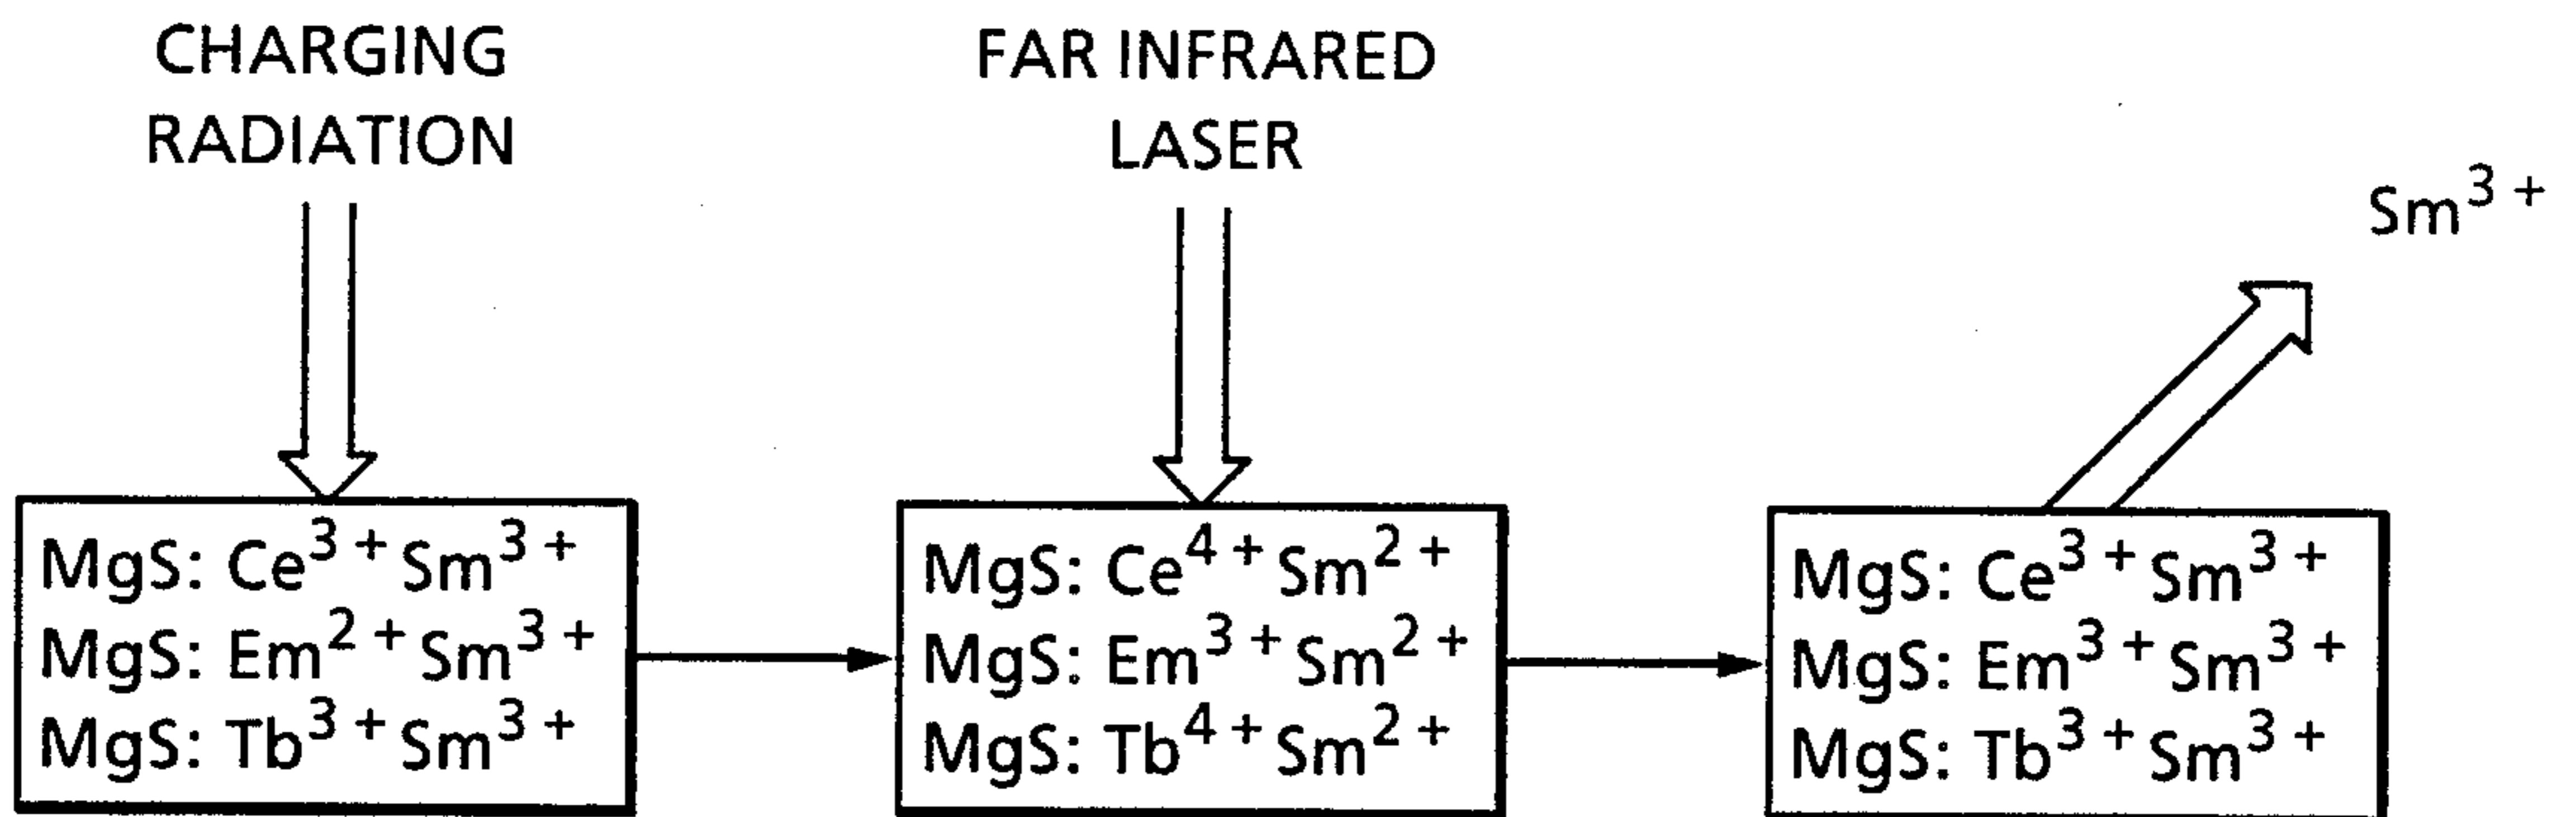 CHARGING
RADIATION
FAR INFRARED
LASER
Sm³⁺
MgS: Ce³⁺Sm³⁺
MgS: Em²⁺Sm³⁺
MgS: Tb³⁺Sm³⁺
MgS: Ce⁴⁺Sm²⁺
MgS: Em³⁺Sm²⁺
MgS: Tb⁴⁺Sm²⁺
MgS: Ce³⁺Sm³⁺
MgS: Em³⁺Sm³⁺
MgS: Tb³⁺Sm³⁺